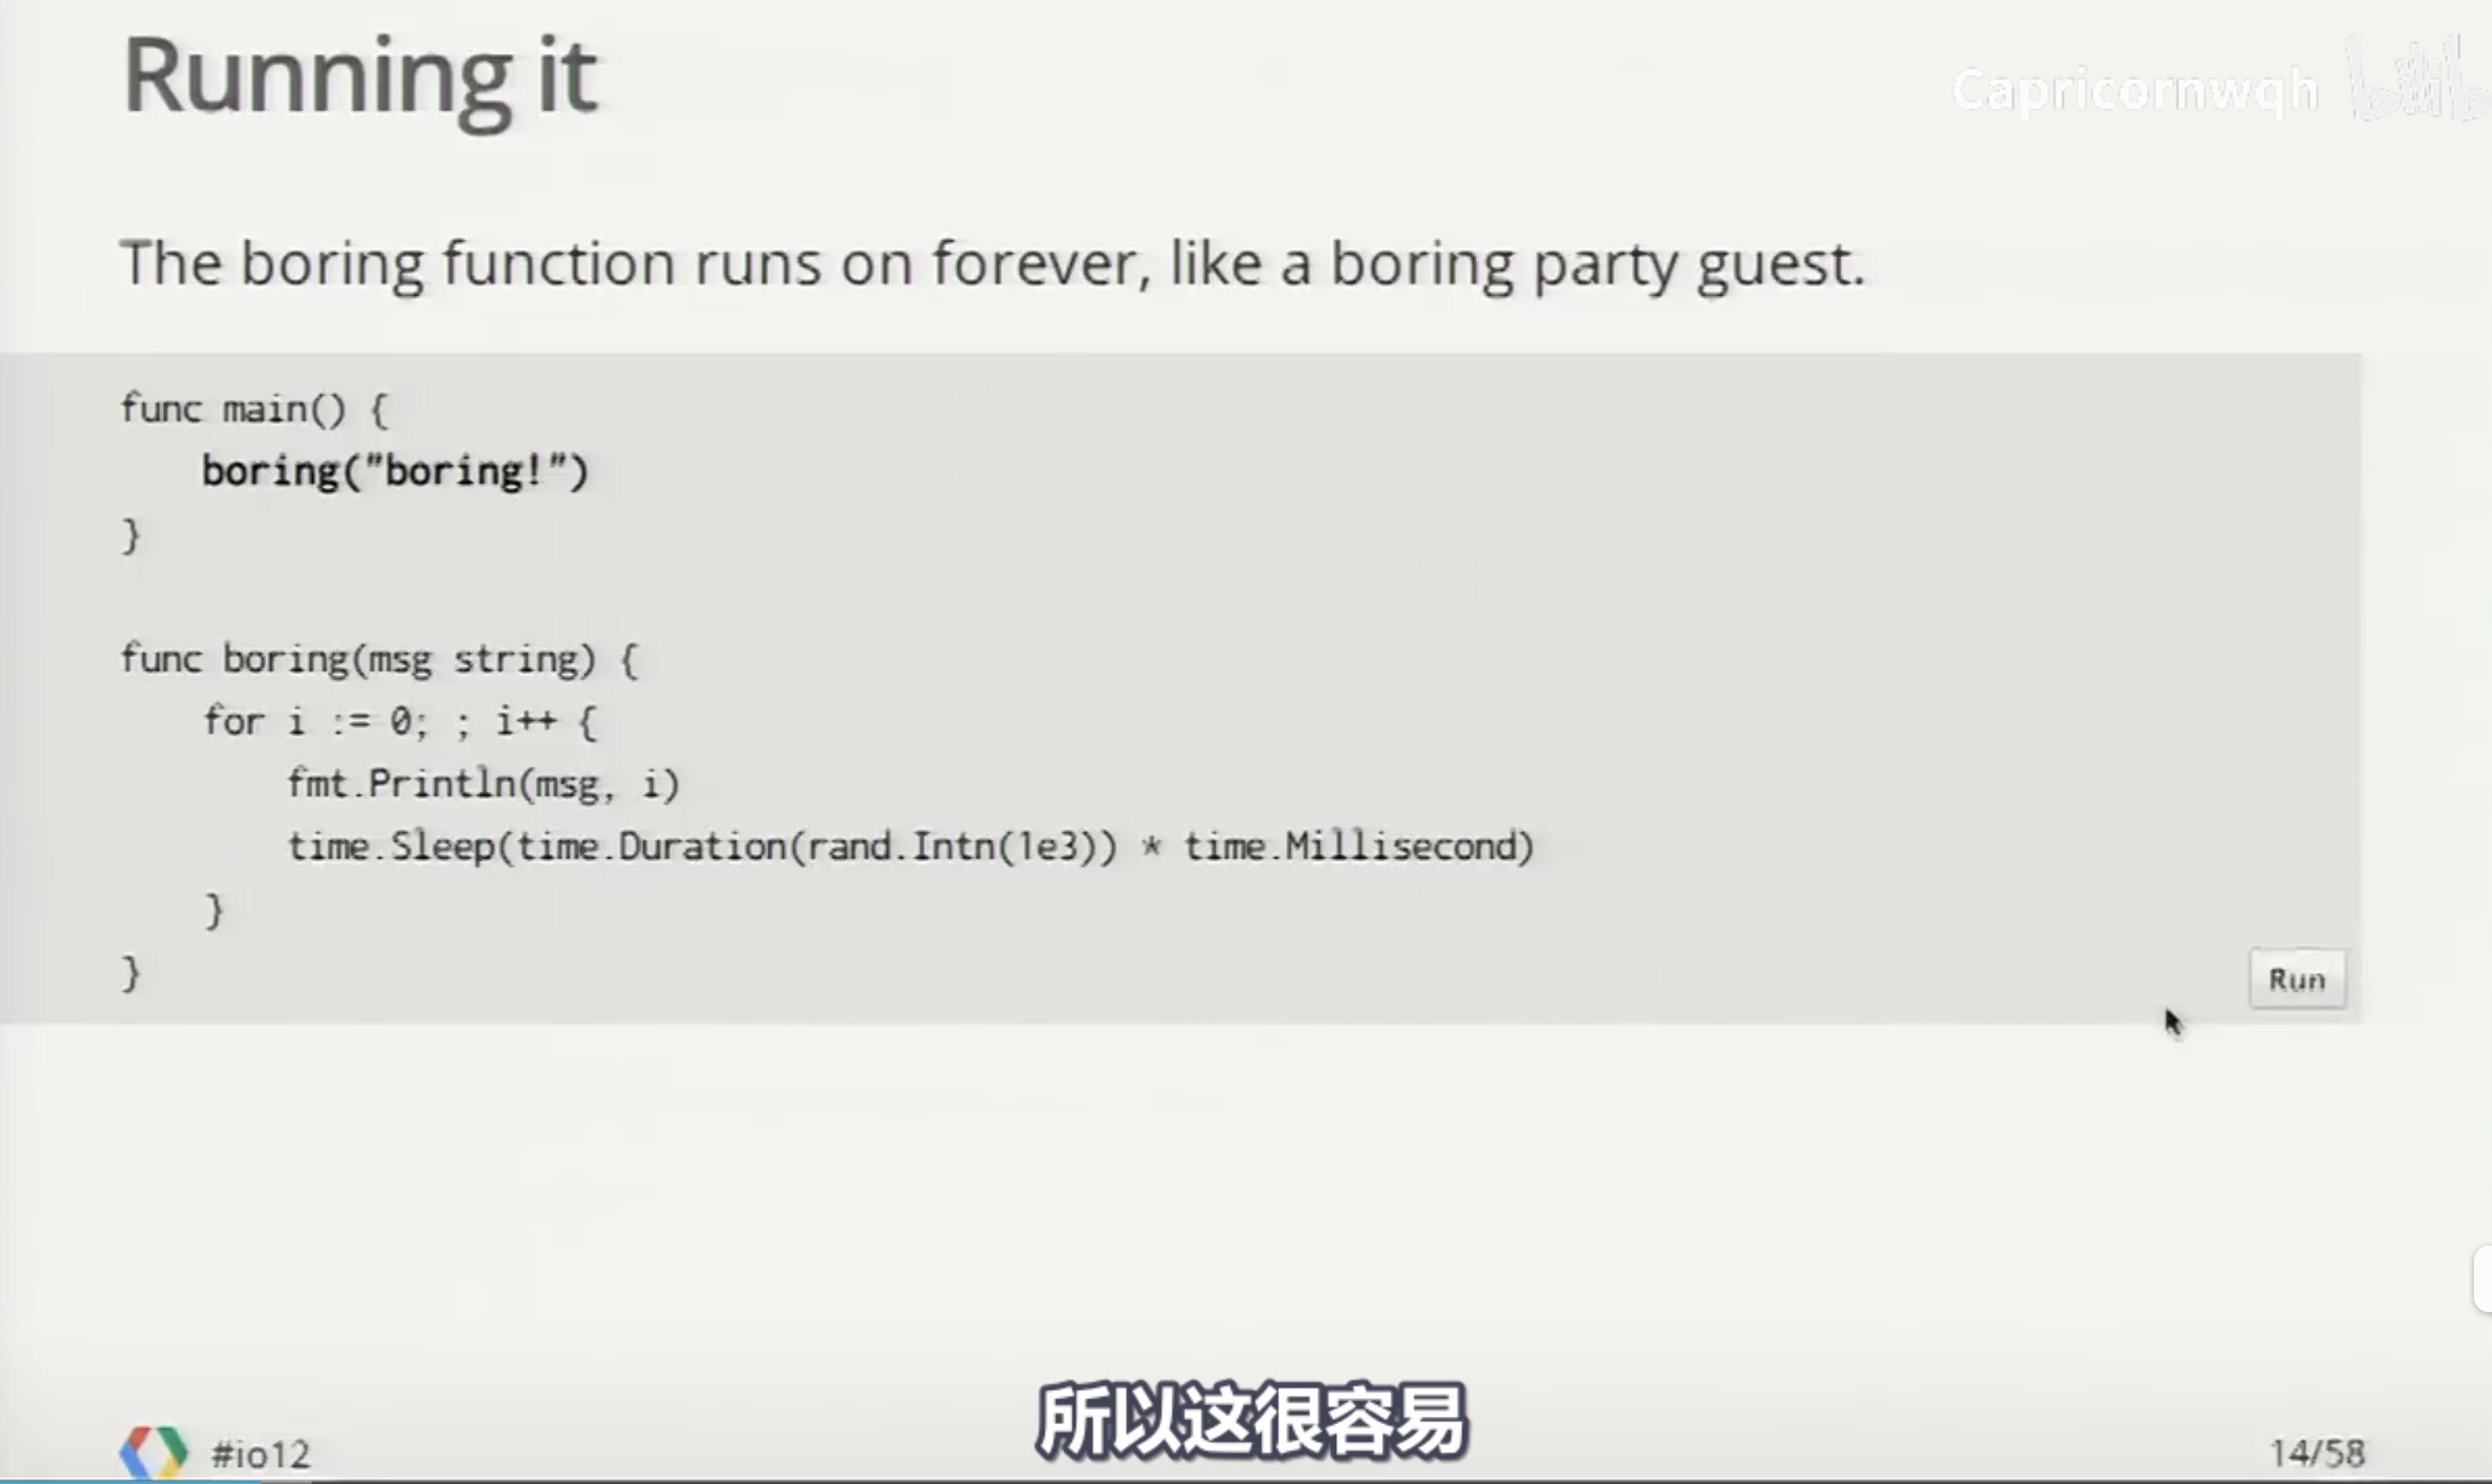 Running it
Capricornwqh bilibili
The boring function runs on forever, like a boring party guest.
func main() {
    boring("boring!")
}
func boring(msg string) {
    for i := 0; ; i++ {
        fmt.Println(msg, i)
        time.Sleep(time.Duration(rand.Intn(1e3)) * time.Millisecond)
    }
}
Run
所以这很容易
#io12
14/58